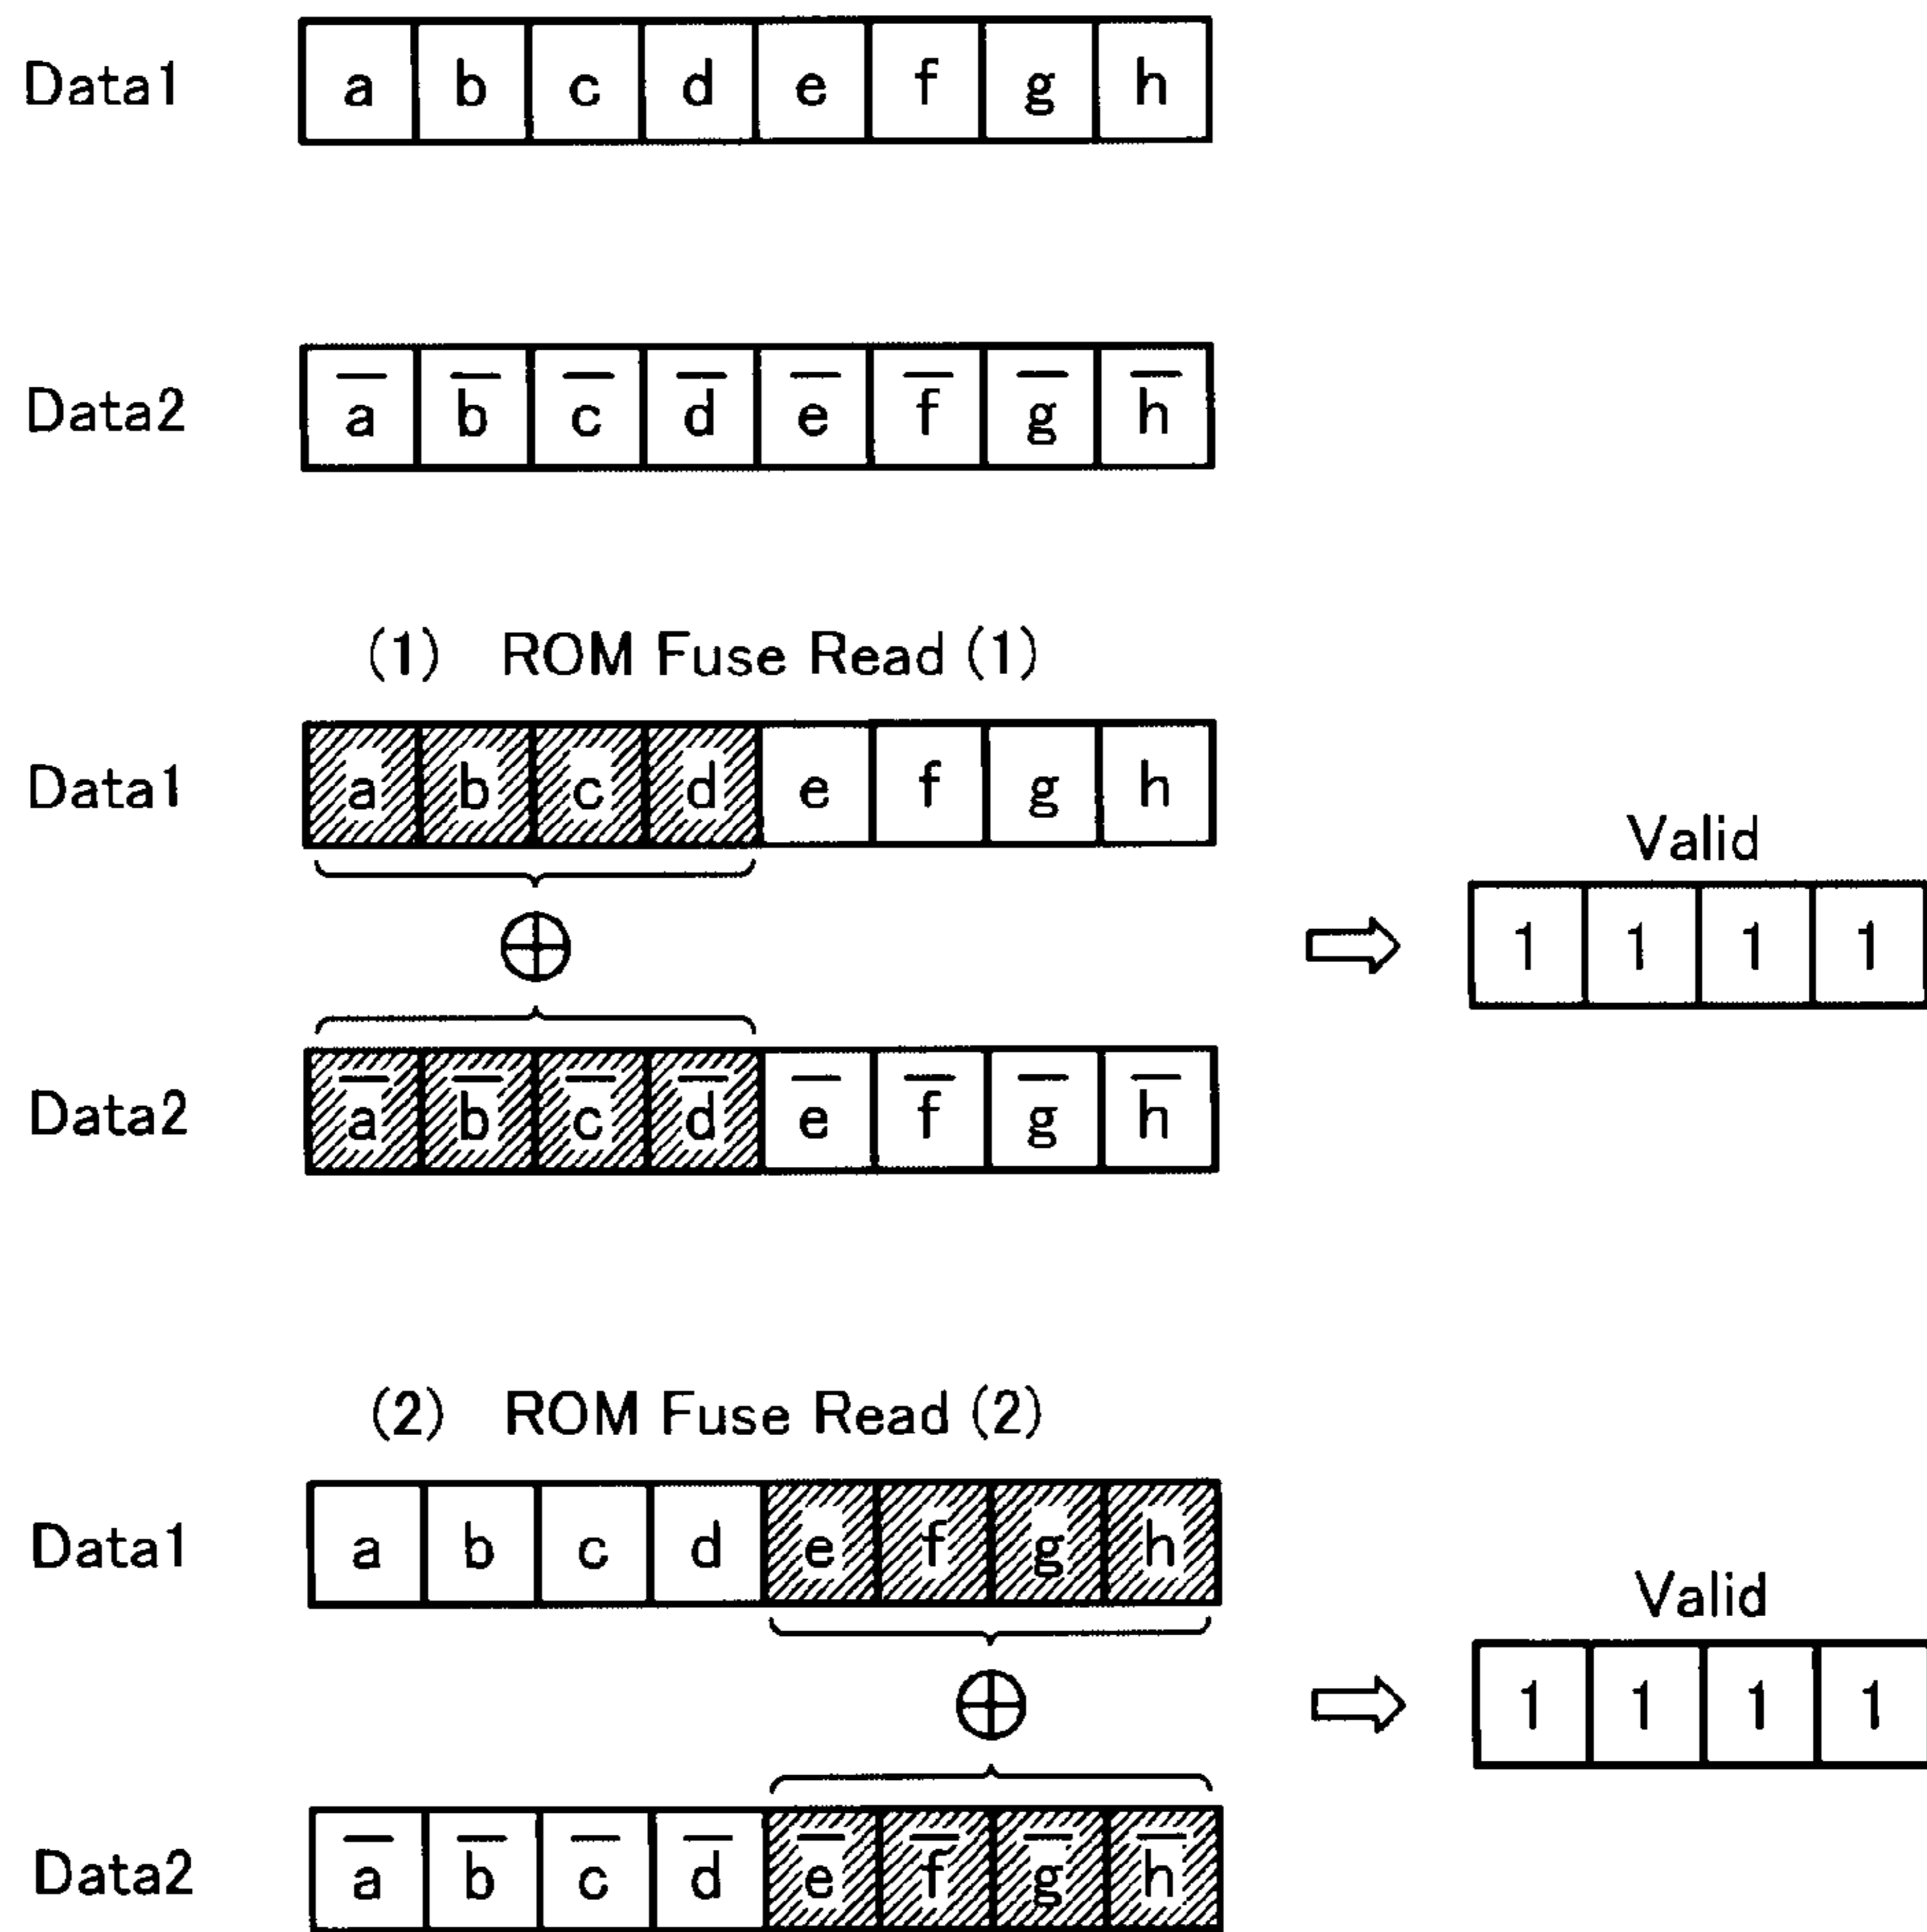 Data1 a b c d e f g h
Data2 a̅ b̅ c̅ d̅ e̅ f̅ g̅ h̅
(1) ROM Fuse Read (1)
Data1 a b c d e f g h
Valid
⊕ ⇨ 1 1 1 1
Data2 a̅ b̅ c̅ d̅ e̅ f̅ g̅ h̅
(2) ROM Fuse Read (2)
Data1 a b c d e f g h
Valid
⊕ ⇨ 1 1 1 1
Data2 a̅ b̅ c̅ d̅ e̅ f̅ g̅ h̅